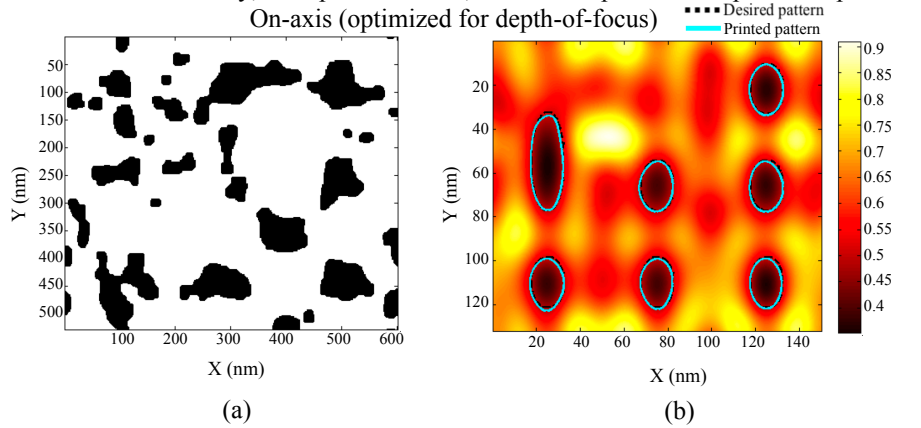 On-axis (optimized for depth-of-focus)
Desired pattern
Printed pattern
50
100
150
200
250
300
350
400
450
500
Y (nm)
100 200 300 400 500 600
X (nm)
(a)
20
40
60
80
100
120
Y (nm)
20 40 60 80 100 120 140
X (nm)
(b)
0.9
0.85
0.8
0.75
0.7
0.65
0.6
0.55
0.5
0.45
0.4